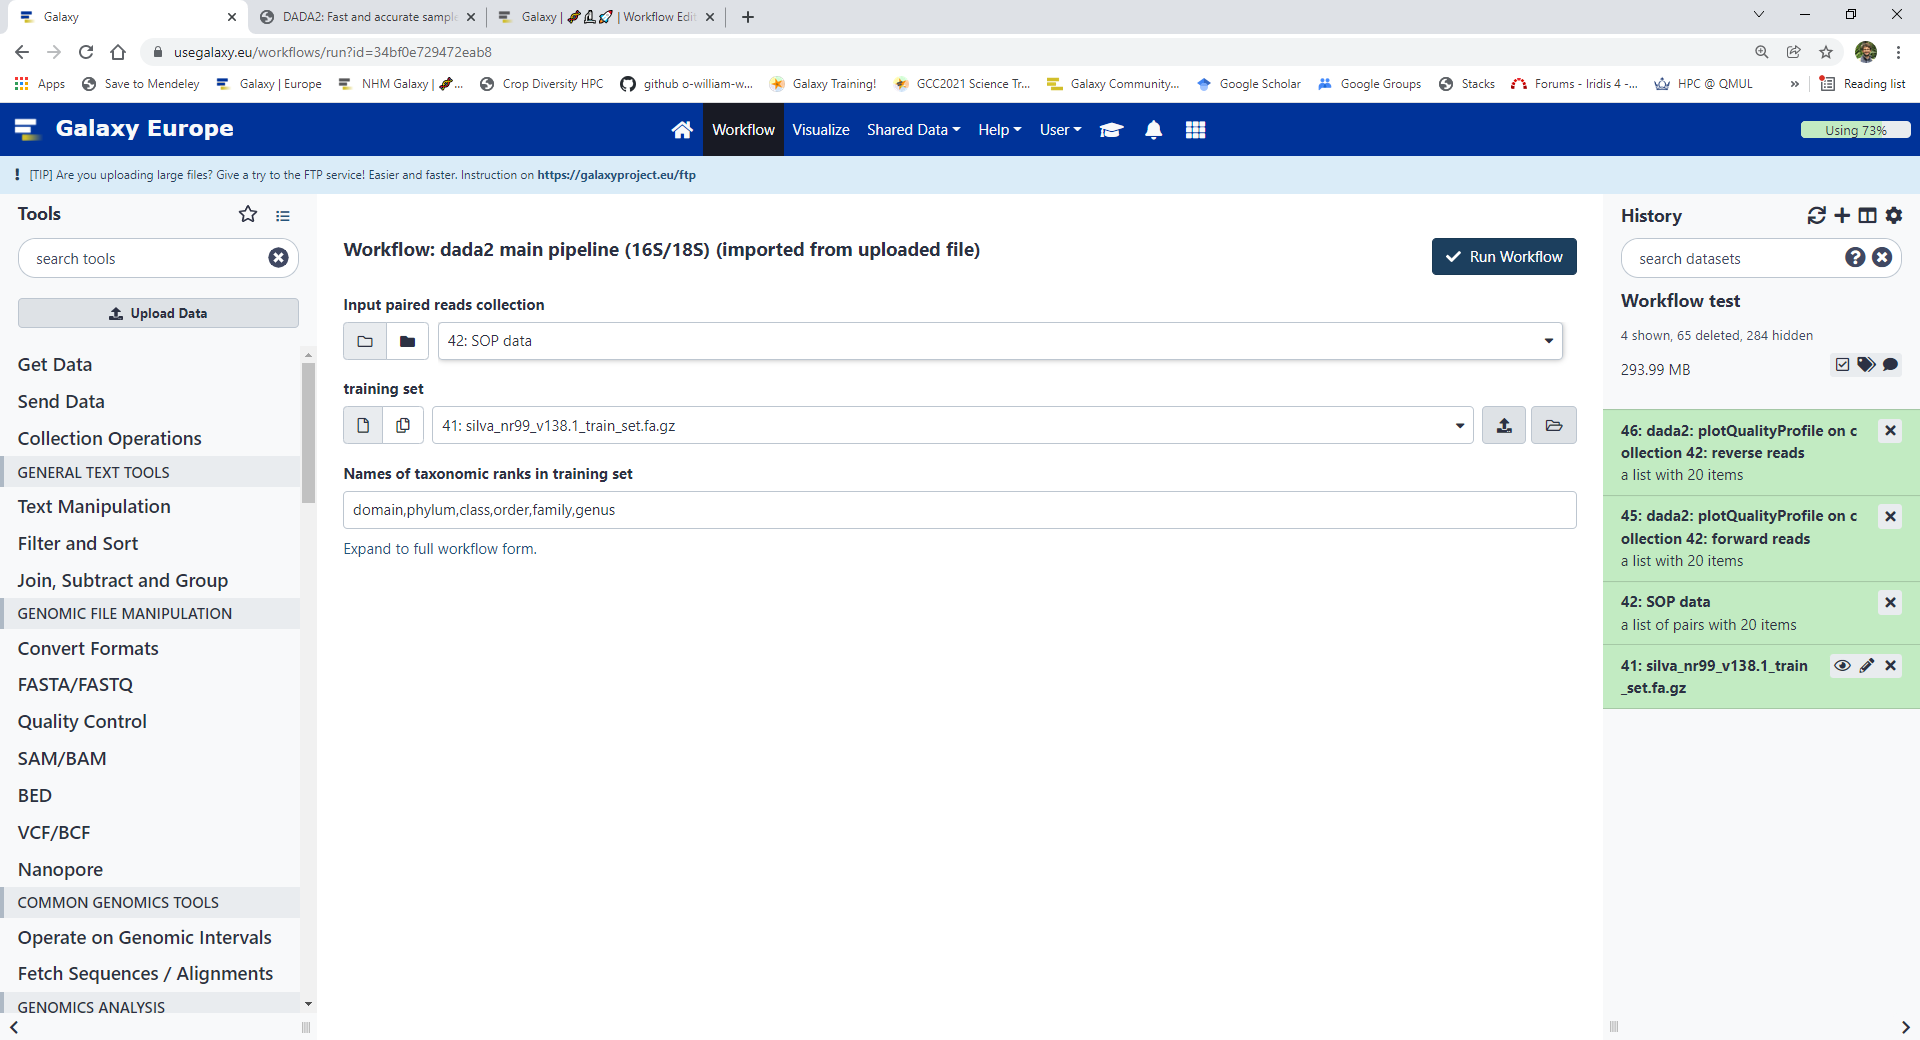 Galaxy
DADA2: Fast and accurate sampl
Galaxy | | Workflow Edi
usegalaxy.eu/workflows/run?id=34bf0e729472eab8
Apps
Save to Mendeley
Galaxy | Europe
NHM Galaxy | ...
Crop Diversity HPC
github o-william-w...
Galaxy Training!
GCC2021 Science Tr...
Galaxy Community...
Google Scholar
Google Groups
Stacks
Forums - Iridis 4 -...
HPC @ QMUL
»
Reading list
Galaxy Europe
Workflow
Visualize
Shared Data
Help
User
Using 73%
[TIP] Are you uploading large files? Give a try to the FTP service! Easier and faster. Instruction on https://galaxyproject.eu/ftp
Tools
search tools
Upload Data
Get Data
Send Data
Collection Operations
GENERAL TEXT TOOLS
Text Manipulation
Filter and Sort
Join, Subtract and Group
GENOMIC FILE MANIPULATION
Convert Formats
FASTA/FASTQ
Quality Control
SAM/BAM
BED
VCF/BCF
Nanopore
COMMON GENOMICS TOOLS
Operate on Genomic Intervals
Fetch Sequences / Alignments
GENOMICS ANALYSIS
Workflow: dada2 main pipeline (16S/18S) (imported from uploaded file)
Run Workflow
Input paired reads collection
42: SOP data
training set
41: silva_nr99_v138.1_train_set.fa.gz
Names of taxonomic ranks in training set
domain,phylum,class,order,family,genus
Expand to full workflow form.
History
search datasets
Workflow test
4 shown, 65 deleted, 284 hidden
293.99 MB
46: dada2: plotQualityProfile on c
ollection 42: reverse reads
a list with 20 items
45: dada2: plotQualityProfile on c
ollection 42: forward reads
a list with 20 items
42: SOP data
a list of pairs with 20 items
41: silva_nr99_v138.1_train
_set.fa.gz